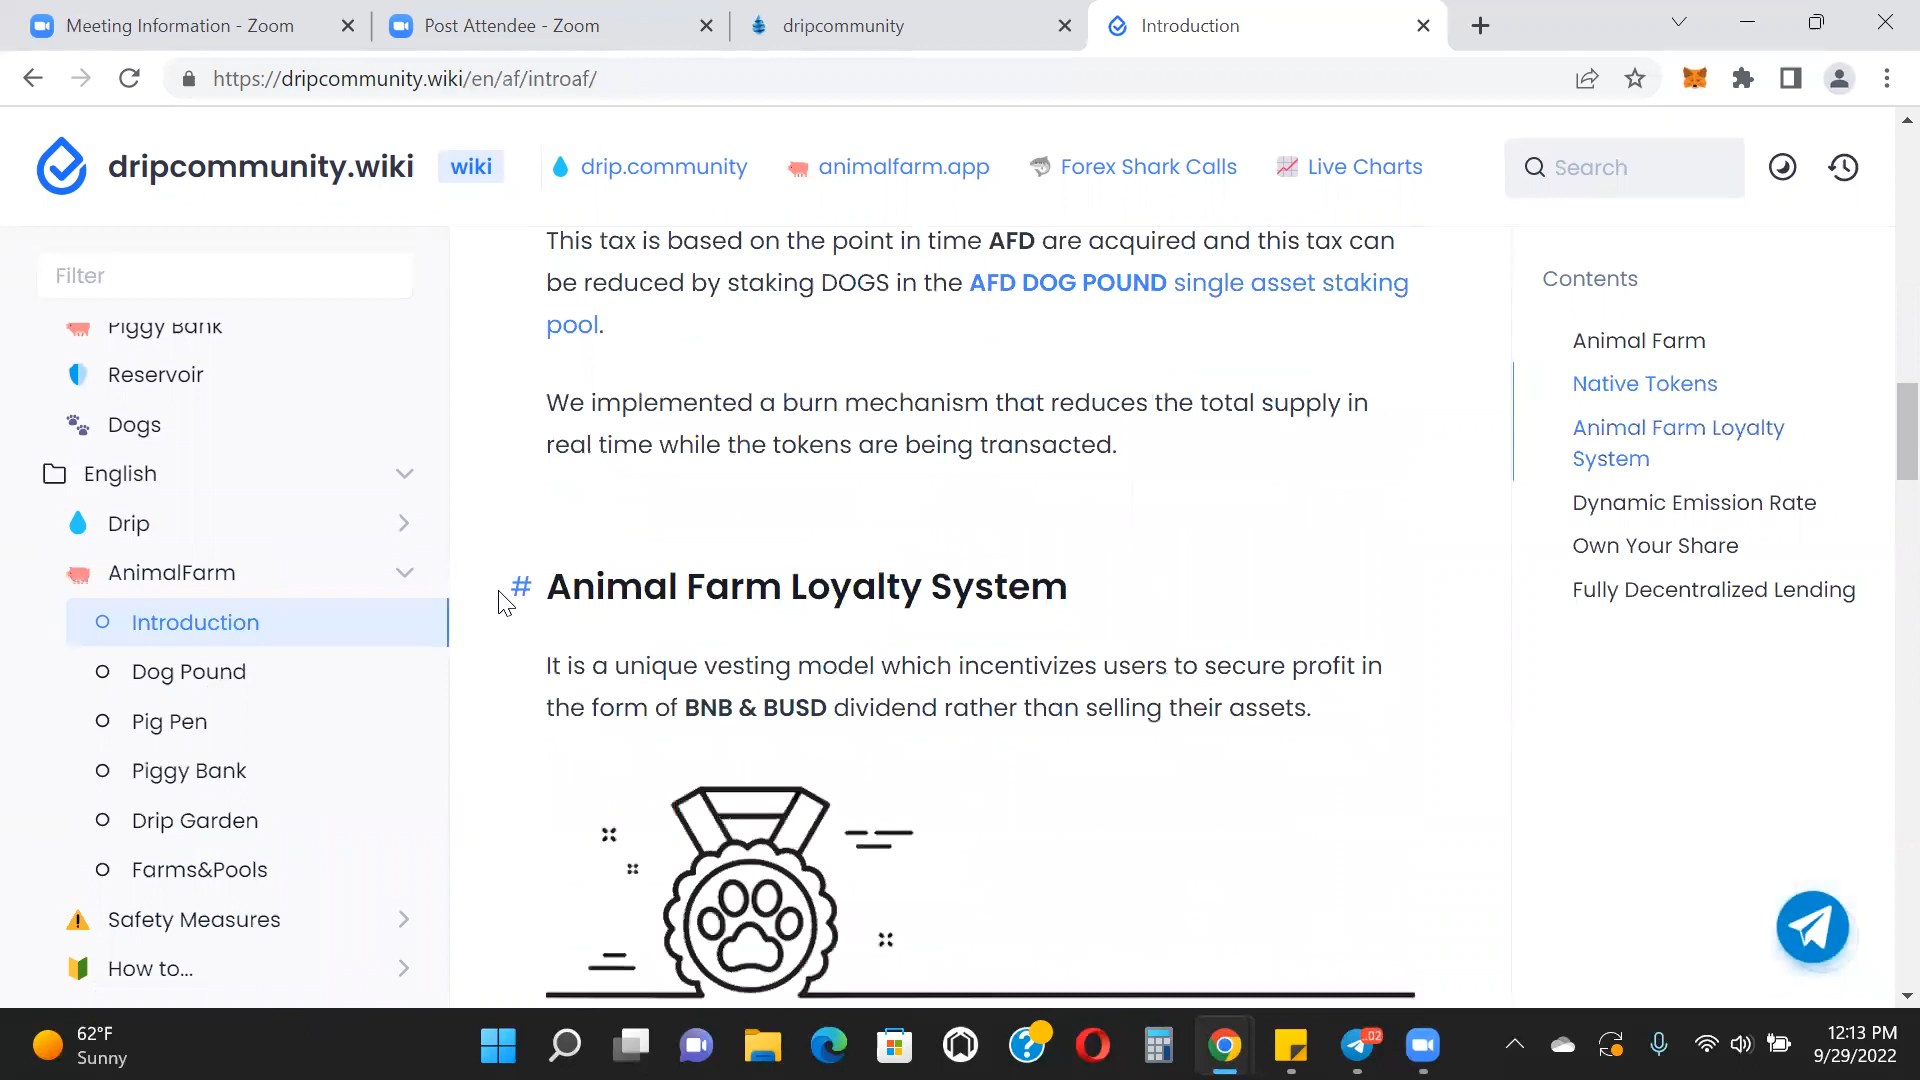 Meeting Information - Zoom
Post Attendee - Zoom
dripcommunity
Introduction
https://dripcommunity.wiki/en/af/introaf/
dripcommunity.wiki
wiki
drip.community
animalfarm.app
Forex Shark Calls
Live Charts
Search
Filter
Piggy Bank
Reservoir
Dogs
English
Drip
AnimalFarm
Introduction
Dog Pound
Pig Pen
Piggy Bank
Drip Garden
Farms&Pools
Safety Measures
How to...
This tax is based on the point in time AFD are acquired and this tax can
be reduced by staking DOGS in the AFD DOG POUND single asset staking
pool.
We implemented a burn mechanism that reduces the total supply in
real time while the tokens are being transacted.
# Animal Farm Loyalty System
It is a unique vesting model which incentivizes users to secure profit in
the form of BNB & BUSD dividend rather than selling their assets.
Contents
Animal Farm
Native Tokens
Animal Farm Loyalty
System
Dynamic Emission Rate
Own Your Share
Fully Decentralized Lending
62°F
Sunny
?
..02
12:13 PM
9/29/2022